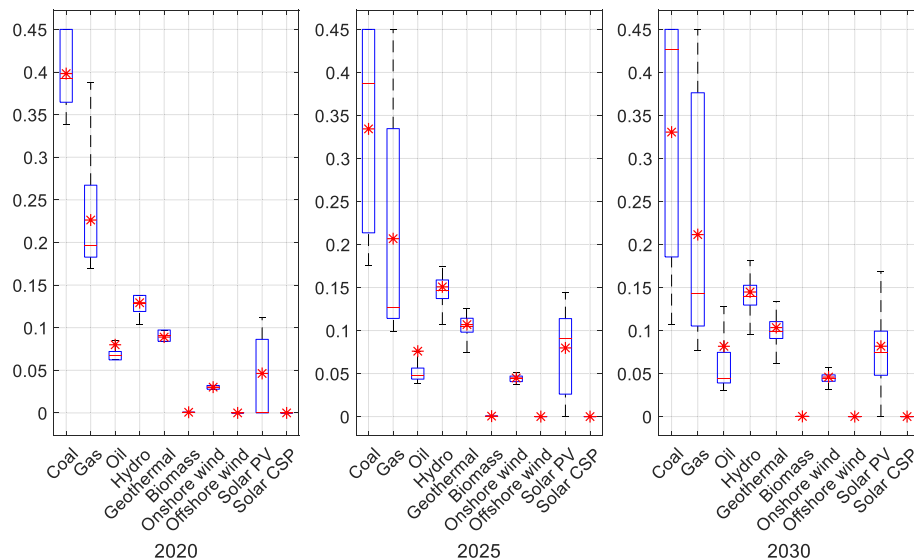 0.45
0.4
0.35
0.3
0.25
0.2
0.15
0.1
0.05
0
Coal
Gas
Oil
Hydro
Geothermal
Biomass
Onshore wind
Offshore wind
Solar PV
Solar CSP
2020
0.45
0.4
0.35
0.3
0.25
0.2
0.15
0.1
0.05
0
Coal
Gas
Oil
Hydro
Geothermal
Biomass
Onshore wind
Offshore wind
Solar PV
Solar CSP
2025
0.45
0.4
0.35
0.3
0.25
0.2
0.15
0.1
0.05
0
Coal
Gas
Oil
Hydro
Geothermal
Biomass
Onshore wind
Offshore wind
Solar PV
Solar CSP
2030